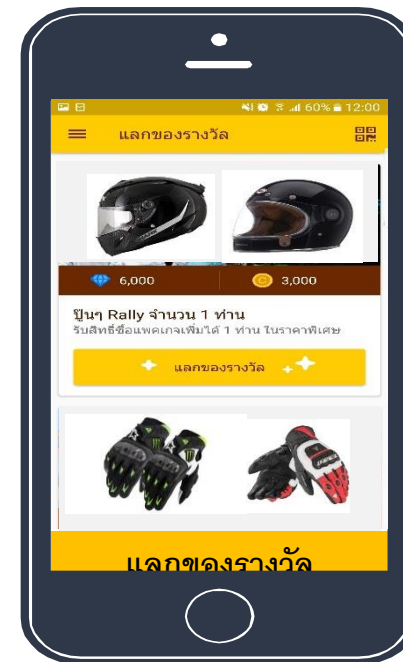 60% 12:00
แลกของรางวัล
6,000 3,000
ปู๊นๆ Rally จำนวน 1 ท่าน
รับสิทธิ์ซื้อแพคเกจเพิ่มได้ 1 ท่าน ในราคาพิเศษ
แลกของรางวัล
แลกของรางวัล